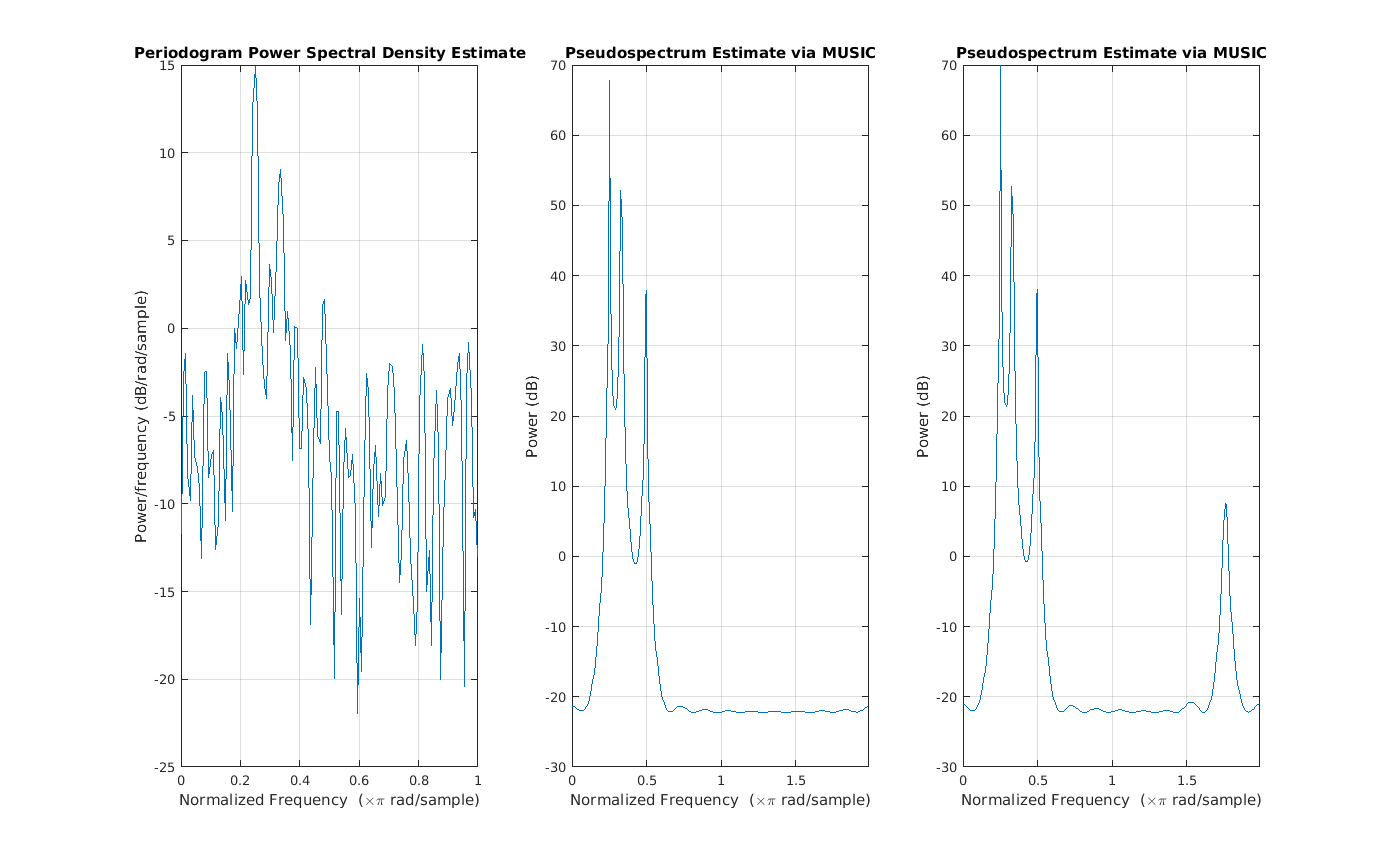 Periodogram Power Spectral Density Estimate
15
10
5
0
-5
-10
-15
-20
-25
Power/frequency (dB/rad/sample)
0 0.2 0.4 0.6 0.8 1
Normalized Frequency (×π rad/sample)
Pseudospectrum Estimate via MUSIC
70
60
50
40
30
20
10
0
-10
-20
-30
Power (dB)
0 0.5 1 1.5
Normalized Frequency (×π rad/sample)
Pseudospectrum Estimate via MUSIC
70
60
50
40
30
20
10
0
-10
-20
-30
Power (dB)
0 0.5 1 1.5
Normalized Frequency (×π rad/sample)